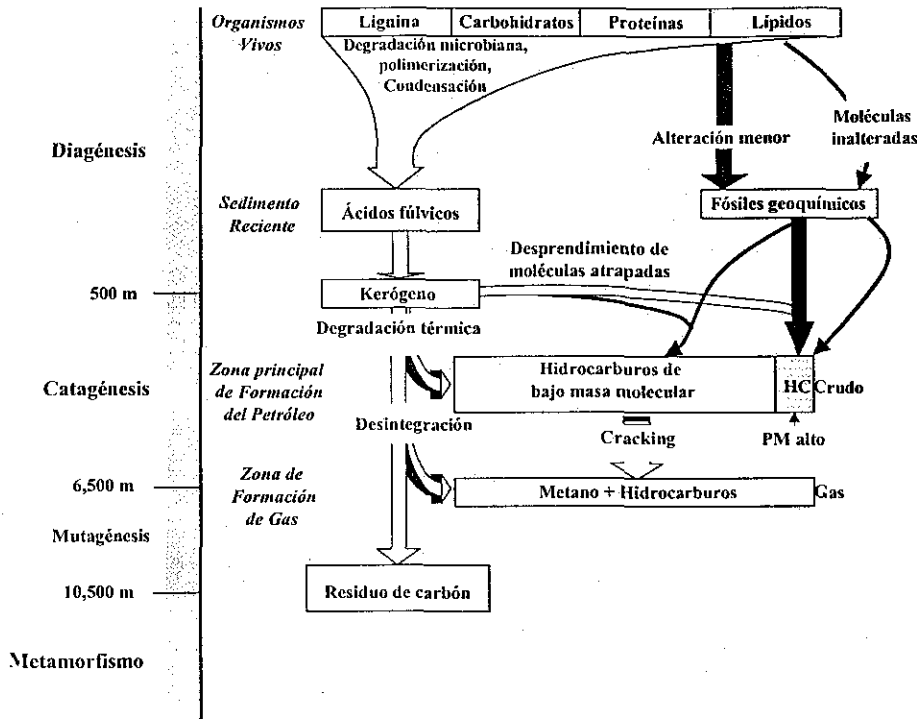 Organismos
Vivos
Lignina
Carbohidratos
Proteínas
Lípidos
Degradación microbiana,
polimerización,
Condensación
Alteración menor
Moléculas
inalteradas
Diagénesis
Sedimento
Reciente
Ácidos fúlvicos
Fósiles geoquímicos
Desprendimiento de
moléculas atrapadas
500 m
Kerógeno
Degradación térmica
Zona principal
de Formación
del Petróleo
Catagénesis
Hidrocarburos de
bajo masa molecular
HC Crudo
Desintegración
Cracking
PM alto
Zona de
Formación
de Gas
6,500 m
Metano + Hidrocarburos
Gas
Mutagénesis
10,500 m
Residuo de carbón
Metamorfismo